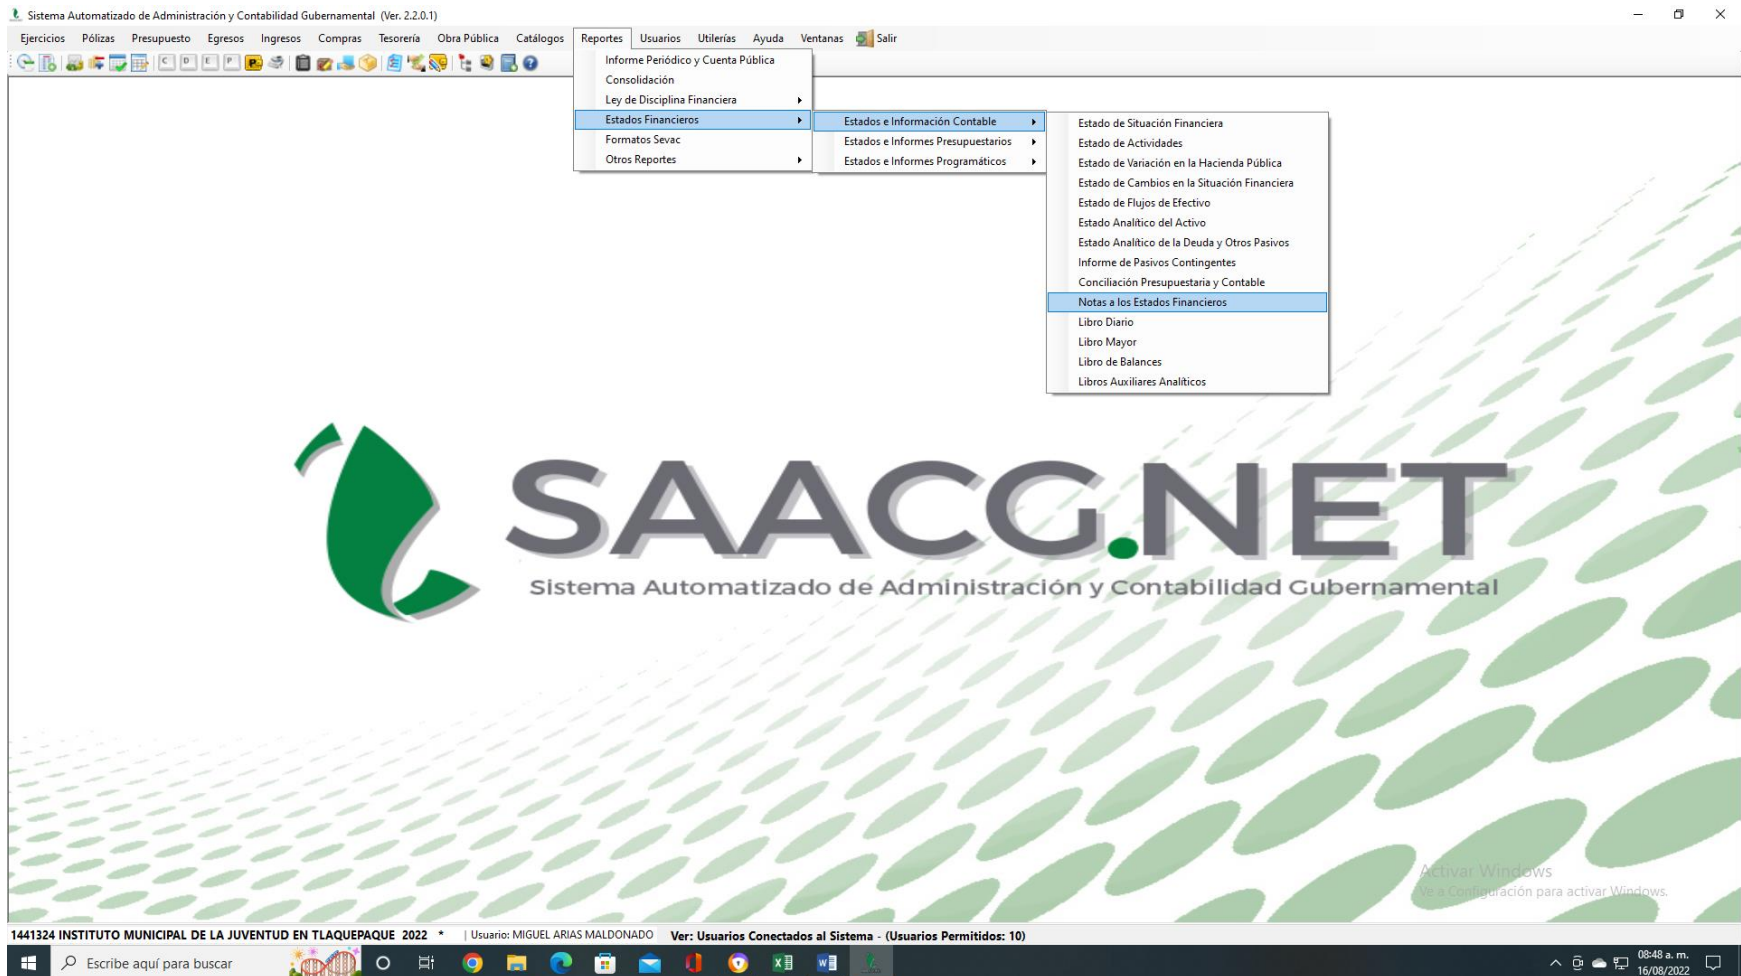 Sistema Automatizado de Administración y Contabilidad Gubernamental (Ver. 2.2.0.1)
Ejercicios Pólizas Presupuesto Egresos Ingresos Compras Tesorería Obra Pública Catálogos Reportes Usuarios Utilerías Ayuda Ventanas Salir
C D E P
Informe Periódico y Cuenta Pública
Consolidación
Ley de Disciplina Financiera
Estados Financieros
Formatos Sevac
Otros Reportes
Estados e Información Contable
Estados e Informes Presupuestarios
Estados e Informes Programáticos
Estado de Situación Financiera
Estado de Actividades
Estado de Variación en la Hacienda Pública
Estado de Cambios en la Situación Financiera
Estado de Flujos de Efectivo
Estado Analítico del Activo
Estado Analítico de la Deuda y Otros Pasivos
Informe de Pasivos Contingentes
Conciliación Presupuestaria y Contable
Notas a los Estados Financieros
Libro Diario
Libro Mayor
Libro de Balances
Libros Auxiliares Analíticos
SAACG.NET
Sistema Automatizado de Administración y Contabilidad Gubernamental
Activar Windows
Ve a Configuración para activar Windows.
1441324 INSTITUTO MUNICIPAL DE LA JUVENTUD EN TLAQUEPAQUE 2022 * | Usuario: MIGUEL ARIAS MALDONADO Ver: Usuarios Conectados al Sistema - (Usuarios Permitidos: 10)
Escribe aquí para buscar
08:48 a. m.
16/08/2022